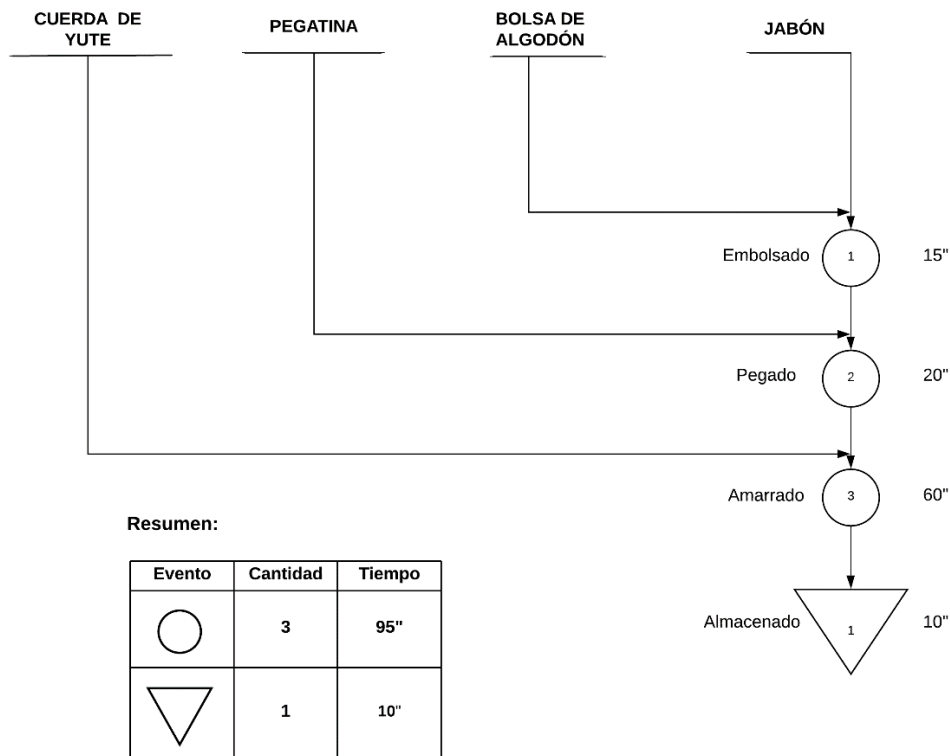 CUERDA DE
YUTE
PEGATINA
BOLSA DE
ALGODÓN
JABÓN
Embolsado 1 15"
Pegado 2 20"
Amarrado 3 60"
Almacenado 1 10"
Resumen:
Evento Cantidad Tiempo
3 95"
1 10"